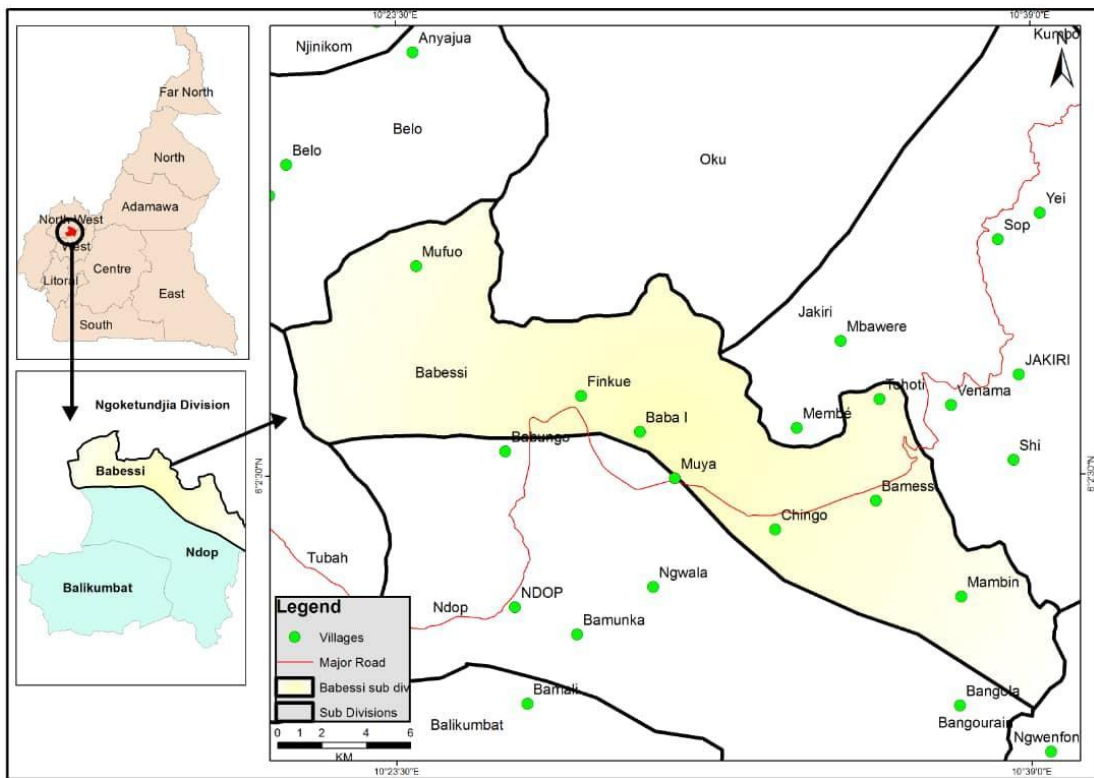 Far North
North
Adamawa
North West
West
Centre
Litoral
East
South
Ngoketundjia Division
Babessi
Ndop
Balikumbat
10°23'30"E
10°39'0"E
Njinikom
Anyajua
Kumbo
N
Belo
Belo
Oku
Yei
Sop
Mufuo
Jakiri
Mbawere
Babessi
JAKIRI
Finkue
Tohoti
Venama
Baba I
Membé
Babungo
Shi
Muya
6°2'30"N
6°2'30"N
Bamessi
Chingo
Tubah
Ngwala
Mambin
NDOP
Ndop
Bamunka
Bamali
Bangola
Balikumbat
Bangourain
Ngwenfon
Legend
Villages
Major Road
Babessi sub div
Sub Divisions
0 1 2 4 6
KM
10°23'30"E
10°39'0"E